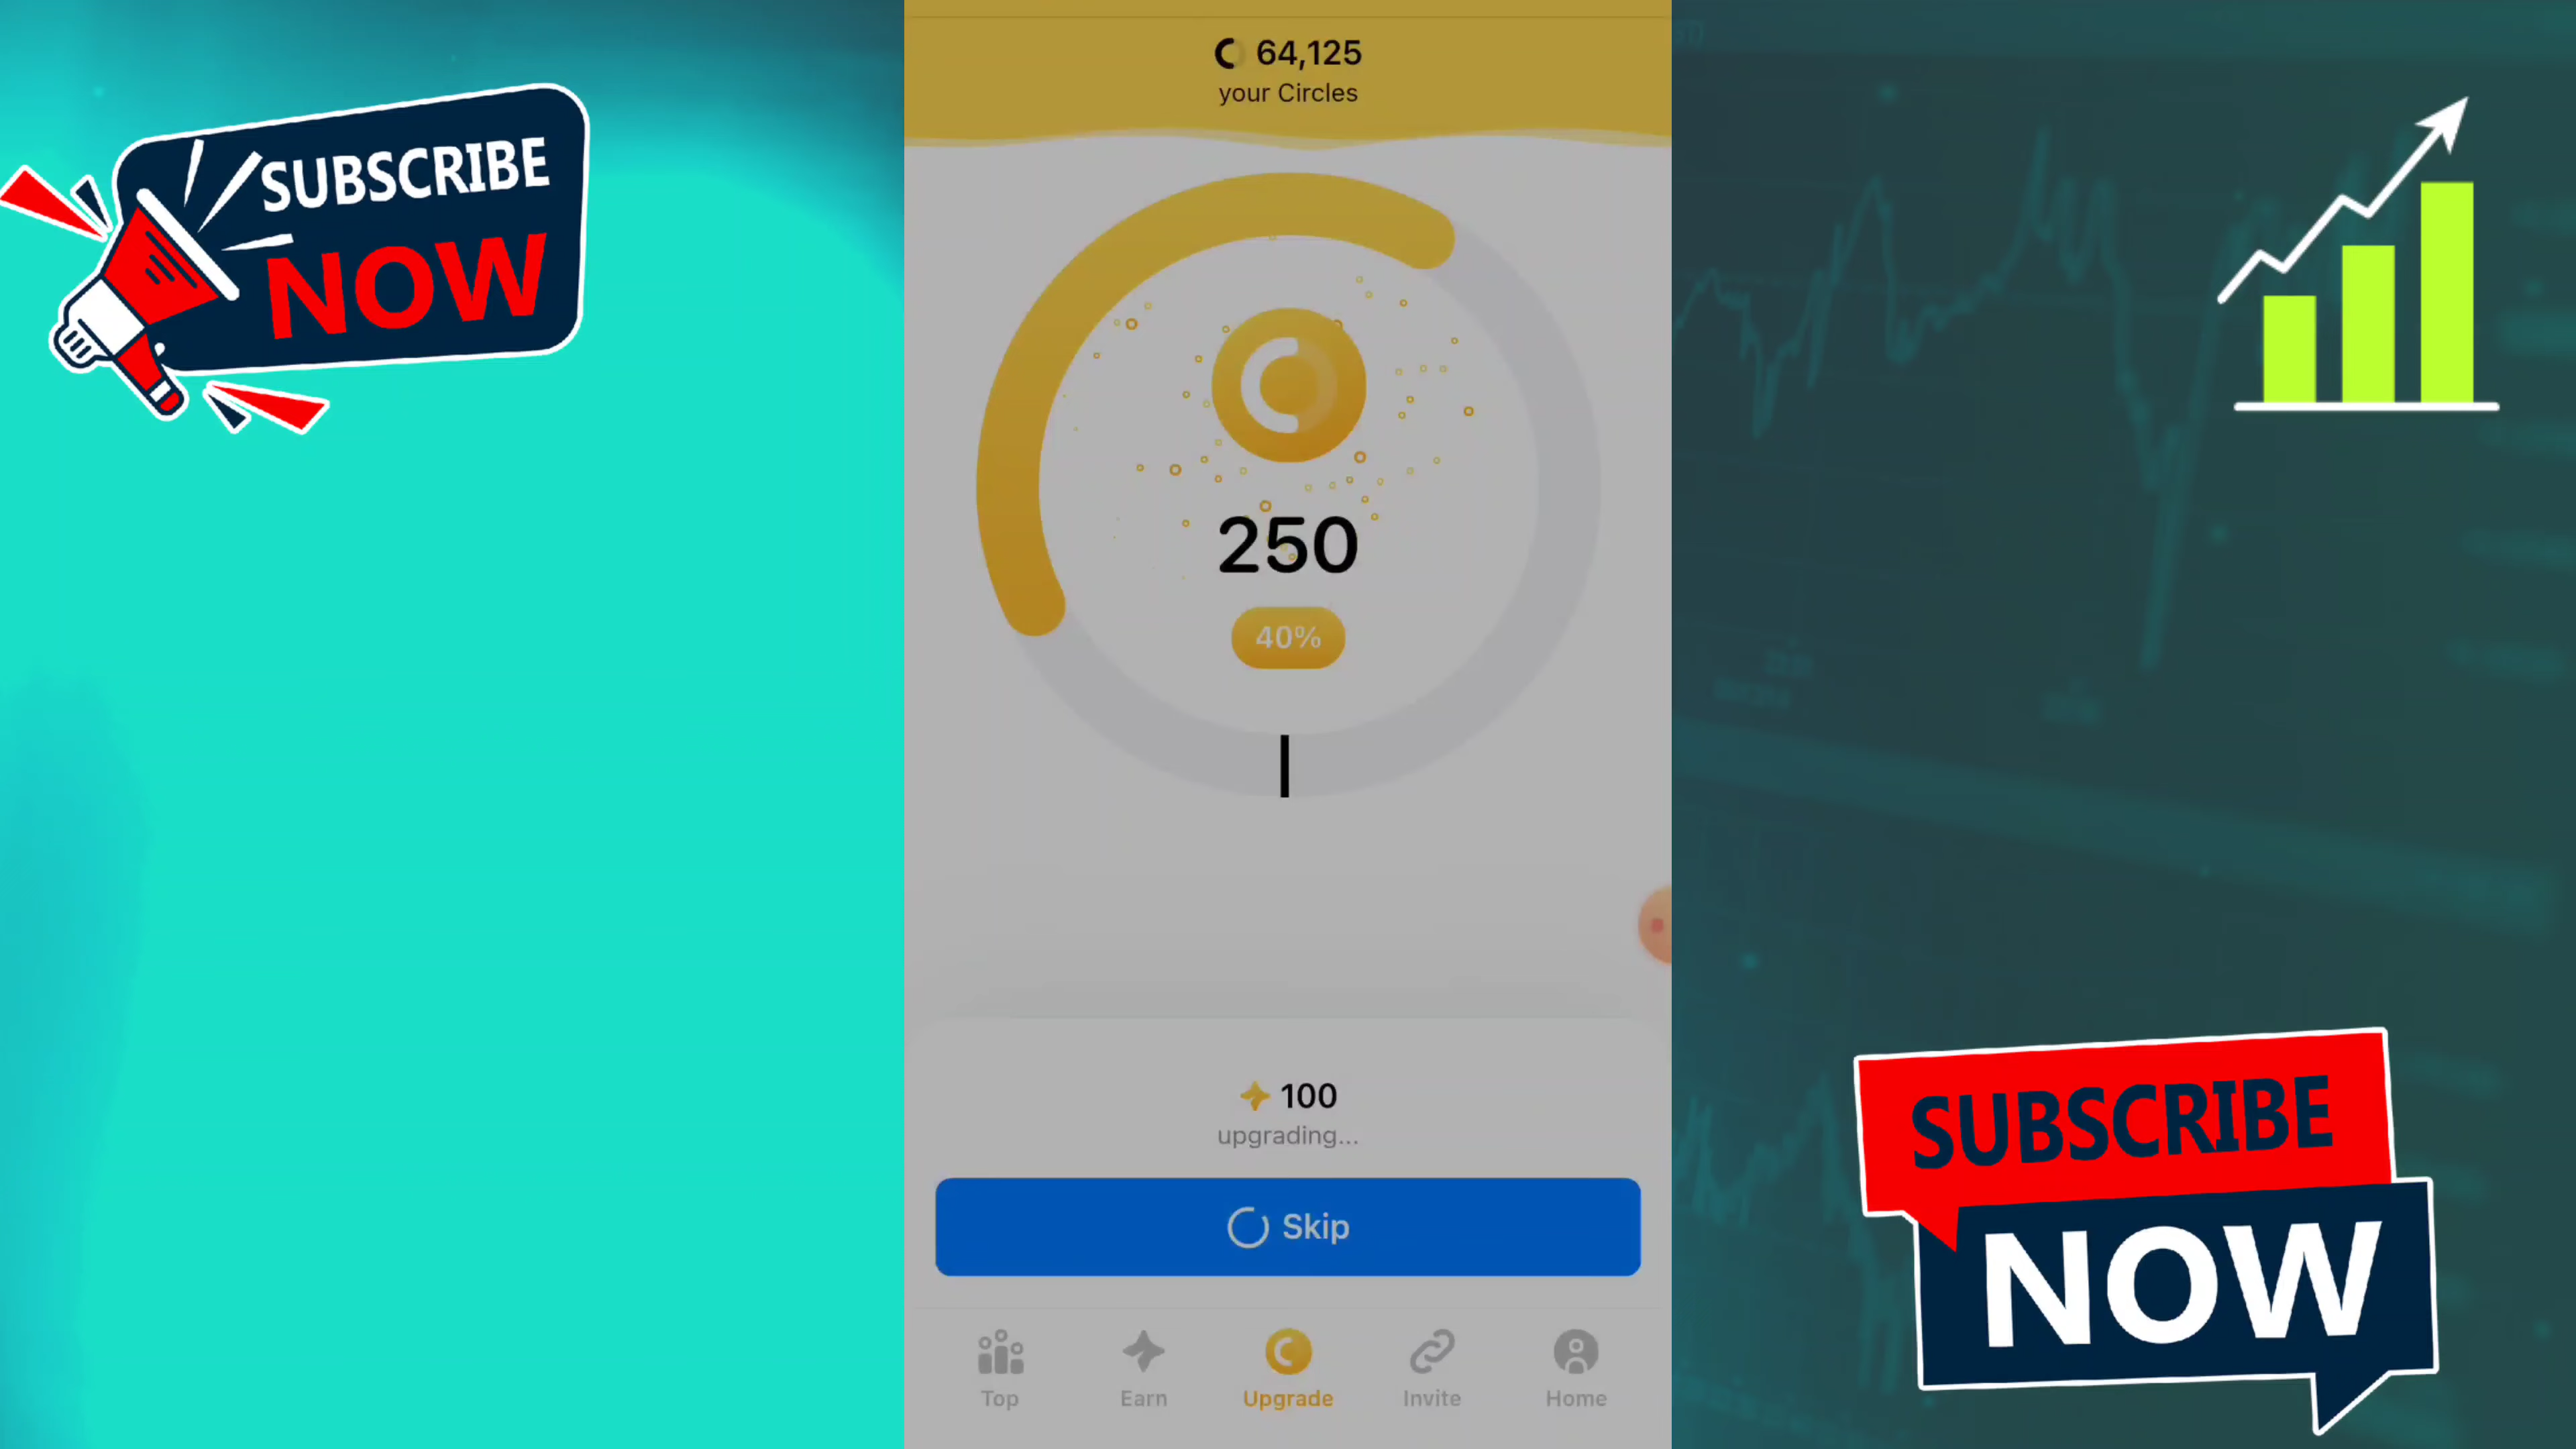 SUBSCRIBE
NOW
64,125
your Circles
250
40%
100
upgrading...
Skip
Top
Earn
Upgrade
Invite
Home
SUBSCRIBE
NOW